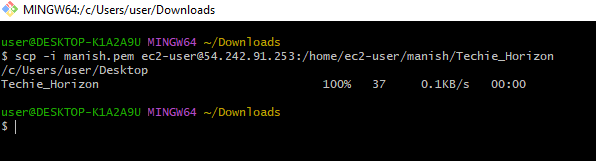 MINGW64:/c/Users/user/Downloads
user@DESKTOP-K1A2A9U MINGW64 ~/Downloads
$ scp -i manish.pem ec2-user@54.242.91.253:/home/ec2-user/manish/Techie_Horizon
/c/Users/user/Desktop
Techie_Horizon 100% 37 0.1KB/s 00:00
user@DESKTOP-K1A2A9U MINGW64 ~/Downloads
$